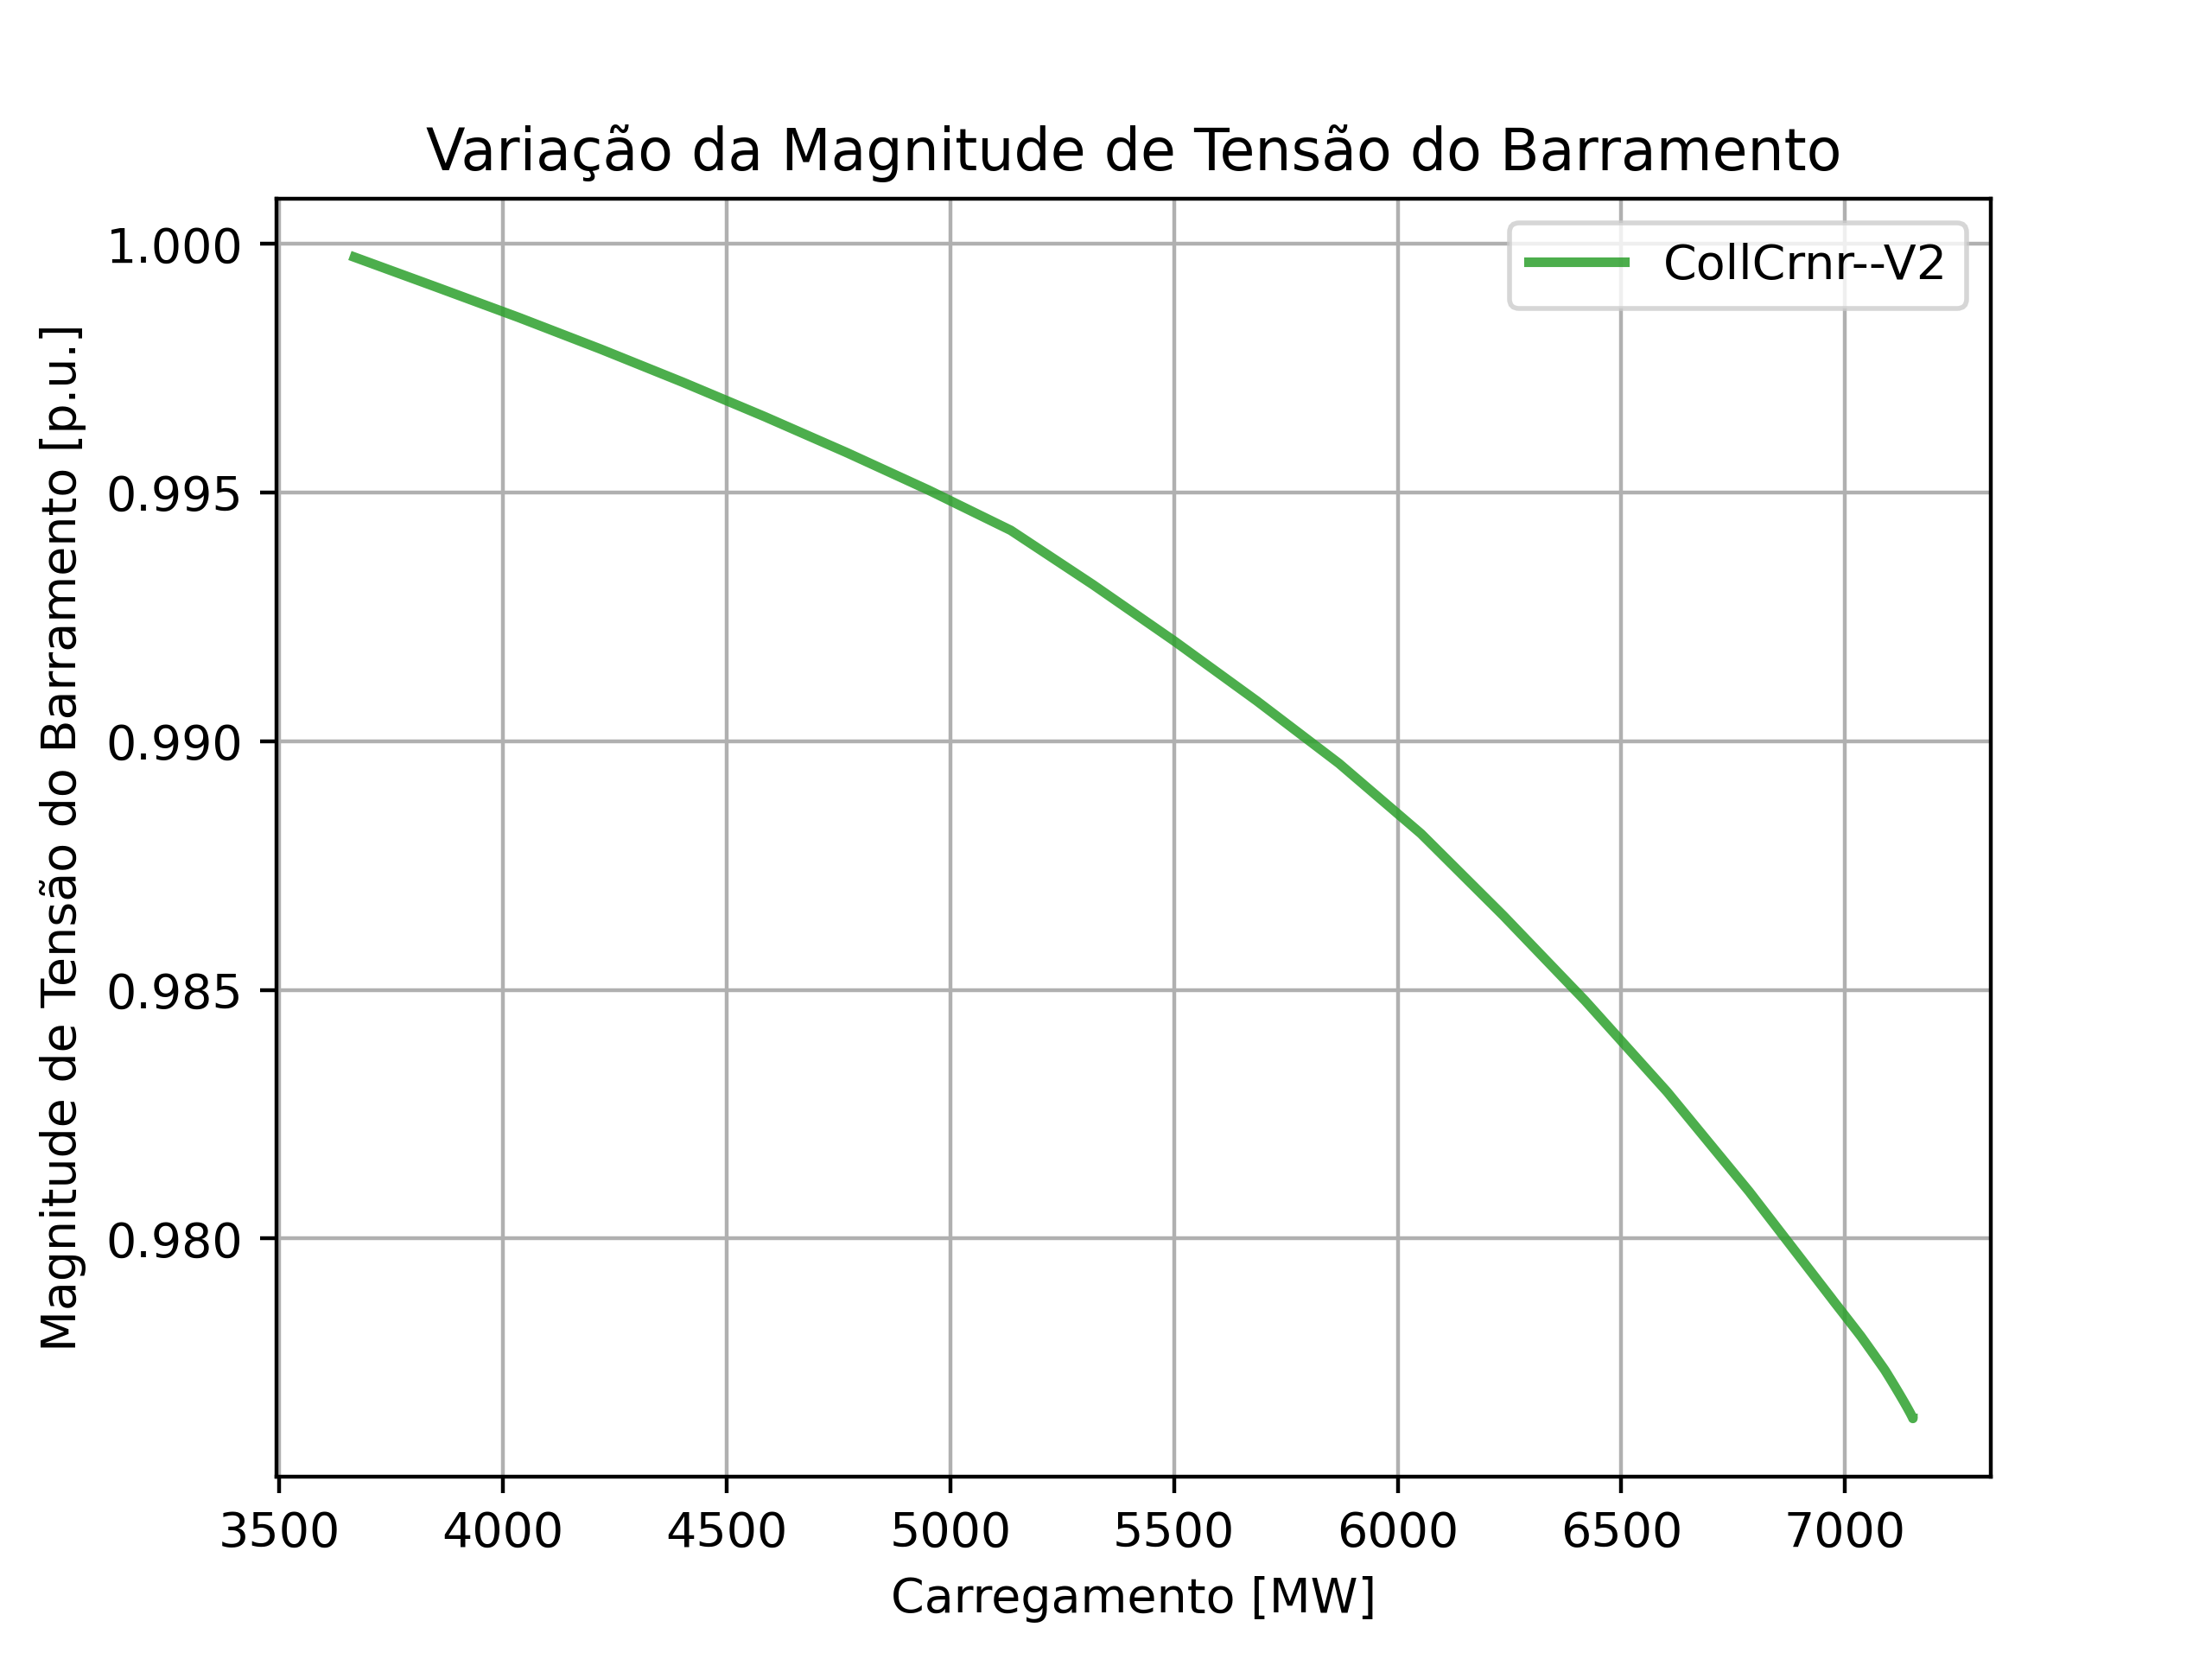 Variação da Magnitude de Tensão do Barramento
CollCrnr--V2
Magnitude de Tensão do Barramento [p.u.]
1.000
0.995
0.990
0.985
0.980
3500 4000 4500 5000 5500 6000 6500 7000
Carregamento [MW]